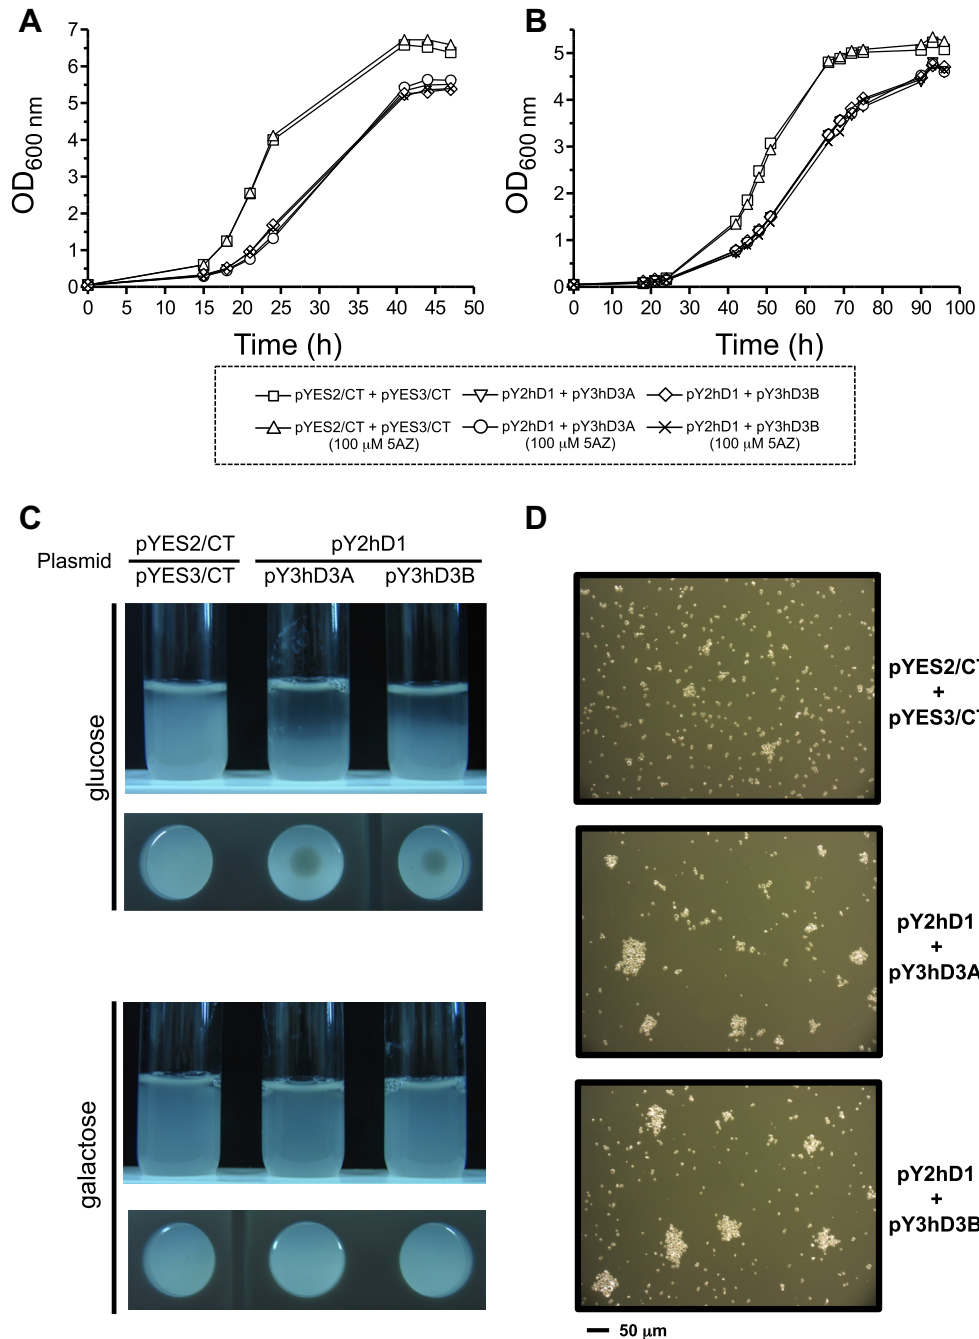 A
B
7
6
5
4
3
2
1
0
OD600 nm
0 5 10 15 20 25 30 35 40 45 50
Time (h)
5
4
3
2
1
0
OD600 nm
0 10 20 30 40 50 60 70 80 90 100
Time (h)
pYES2/CT + pYES3/CT
pY2hD1 + pY3hD3A
pY2hD1 + pY3hD3B
pYES2/CT + pYES3/CT
(100 µM 5AZ)
pY2hD1 + pY3hD3A
(100 µM 5AZ)
pY2hD1 + pY3hD3B
(100 µM 5AZ)
C
Plasmid
pYES2/CT
pY2hD1
pYES3/CT
pY3hD3A
pY3hD3B
glucose
galactose
D
pYES2/CT
+
pYES3/CT
pY2hD1
+
pY3hD3A
pY2hD1
+
pY3hD3B
50 µm